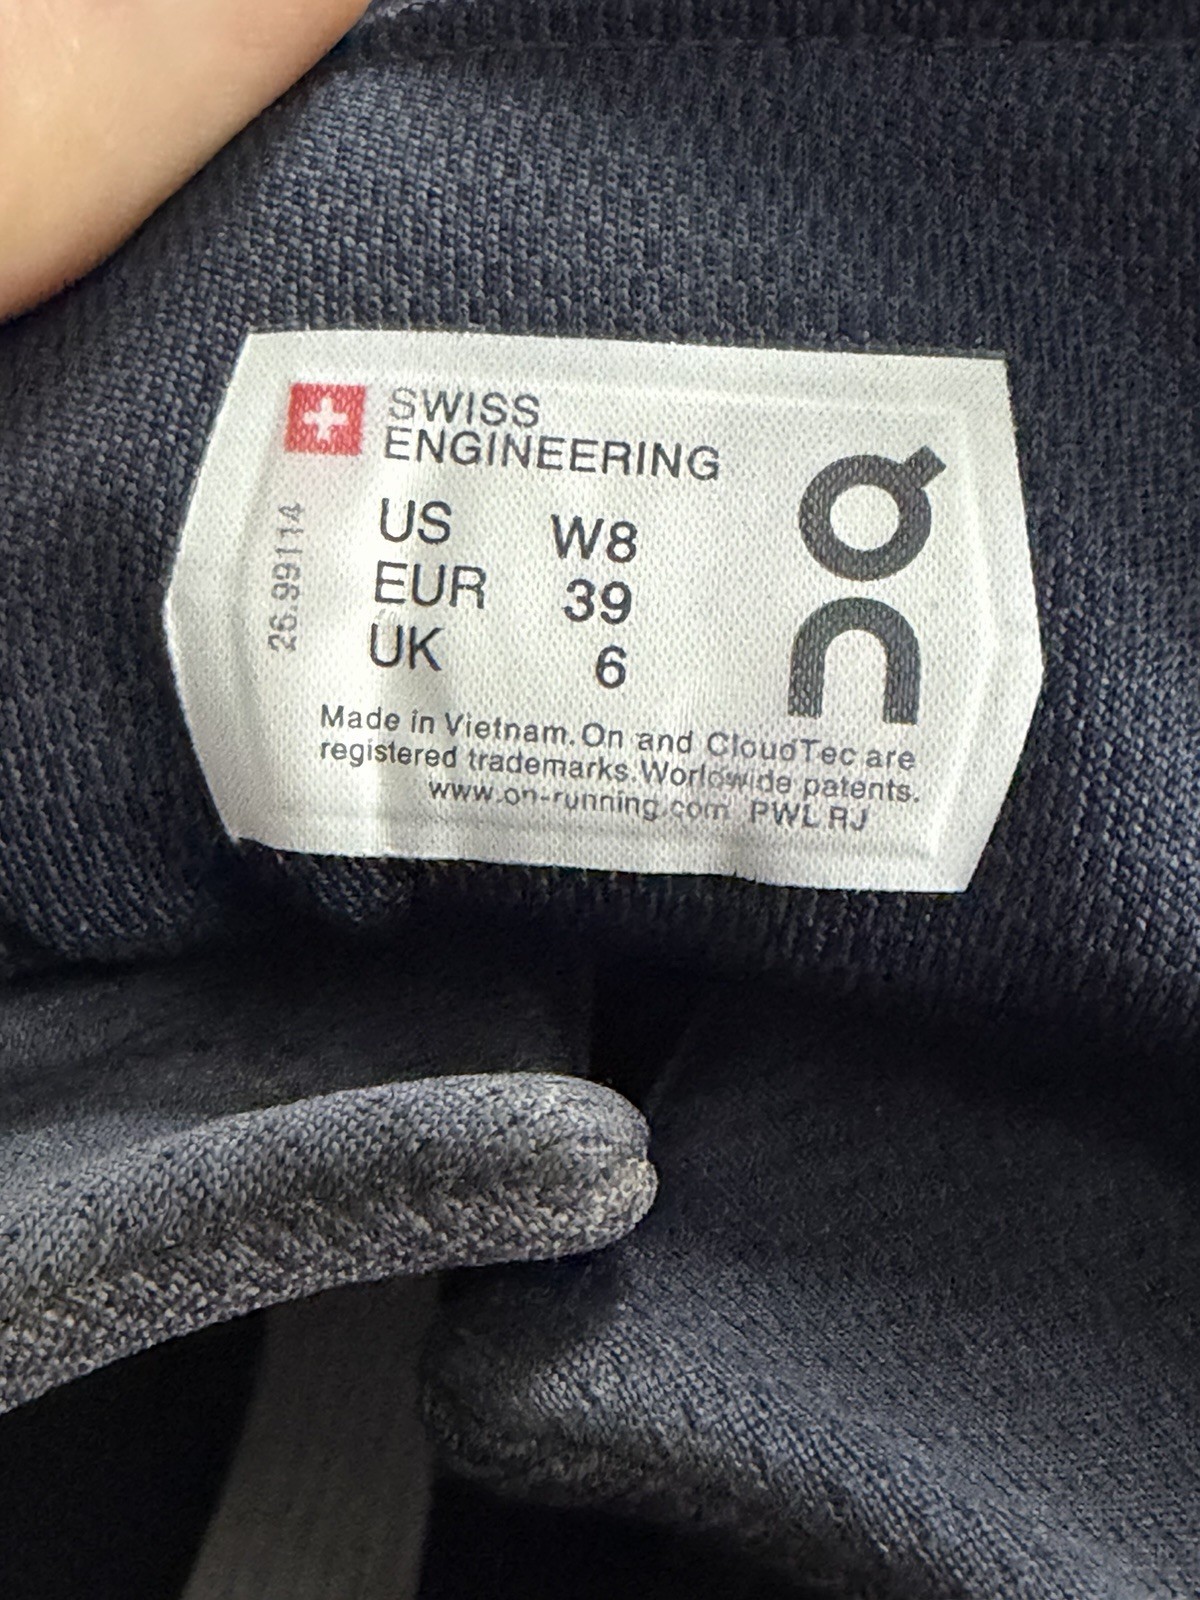 SWISS
ENGINEERING
US W8
EUR 39
UK 6
26.99114
Made in Vietnam. On and CloudTec are
registered trademarks. Worldwide patents.
www.on-running.com PWL RJ
On